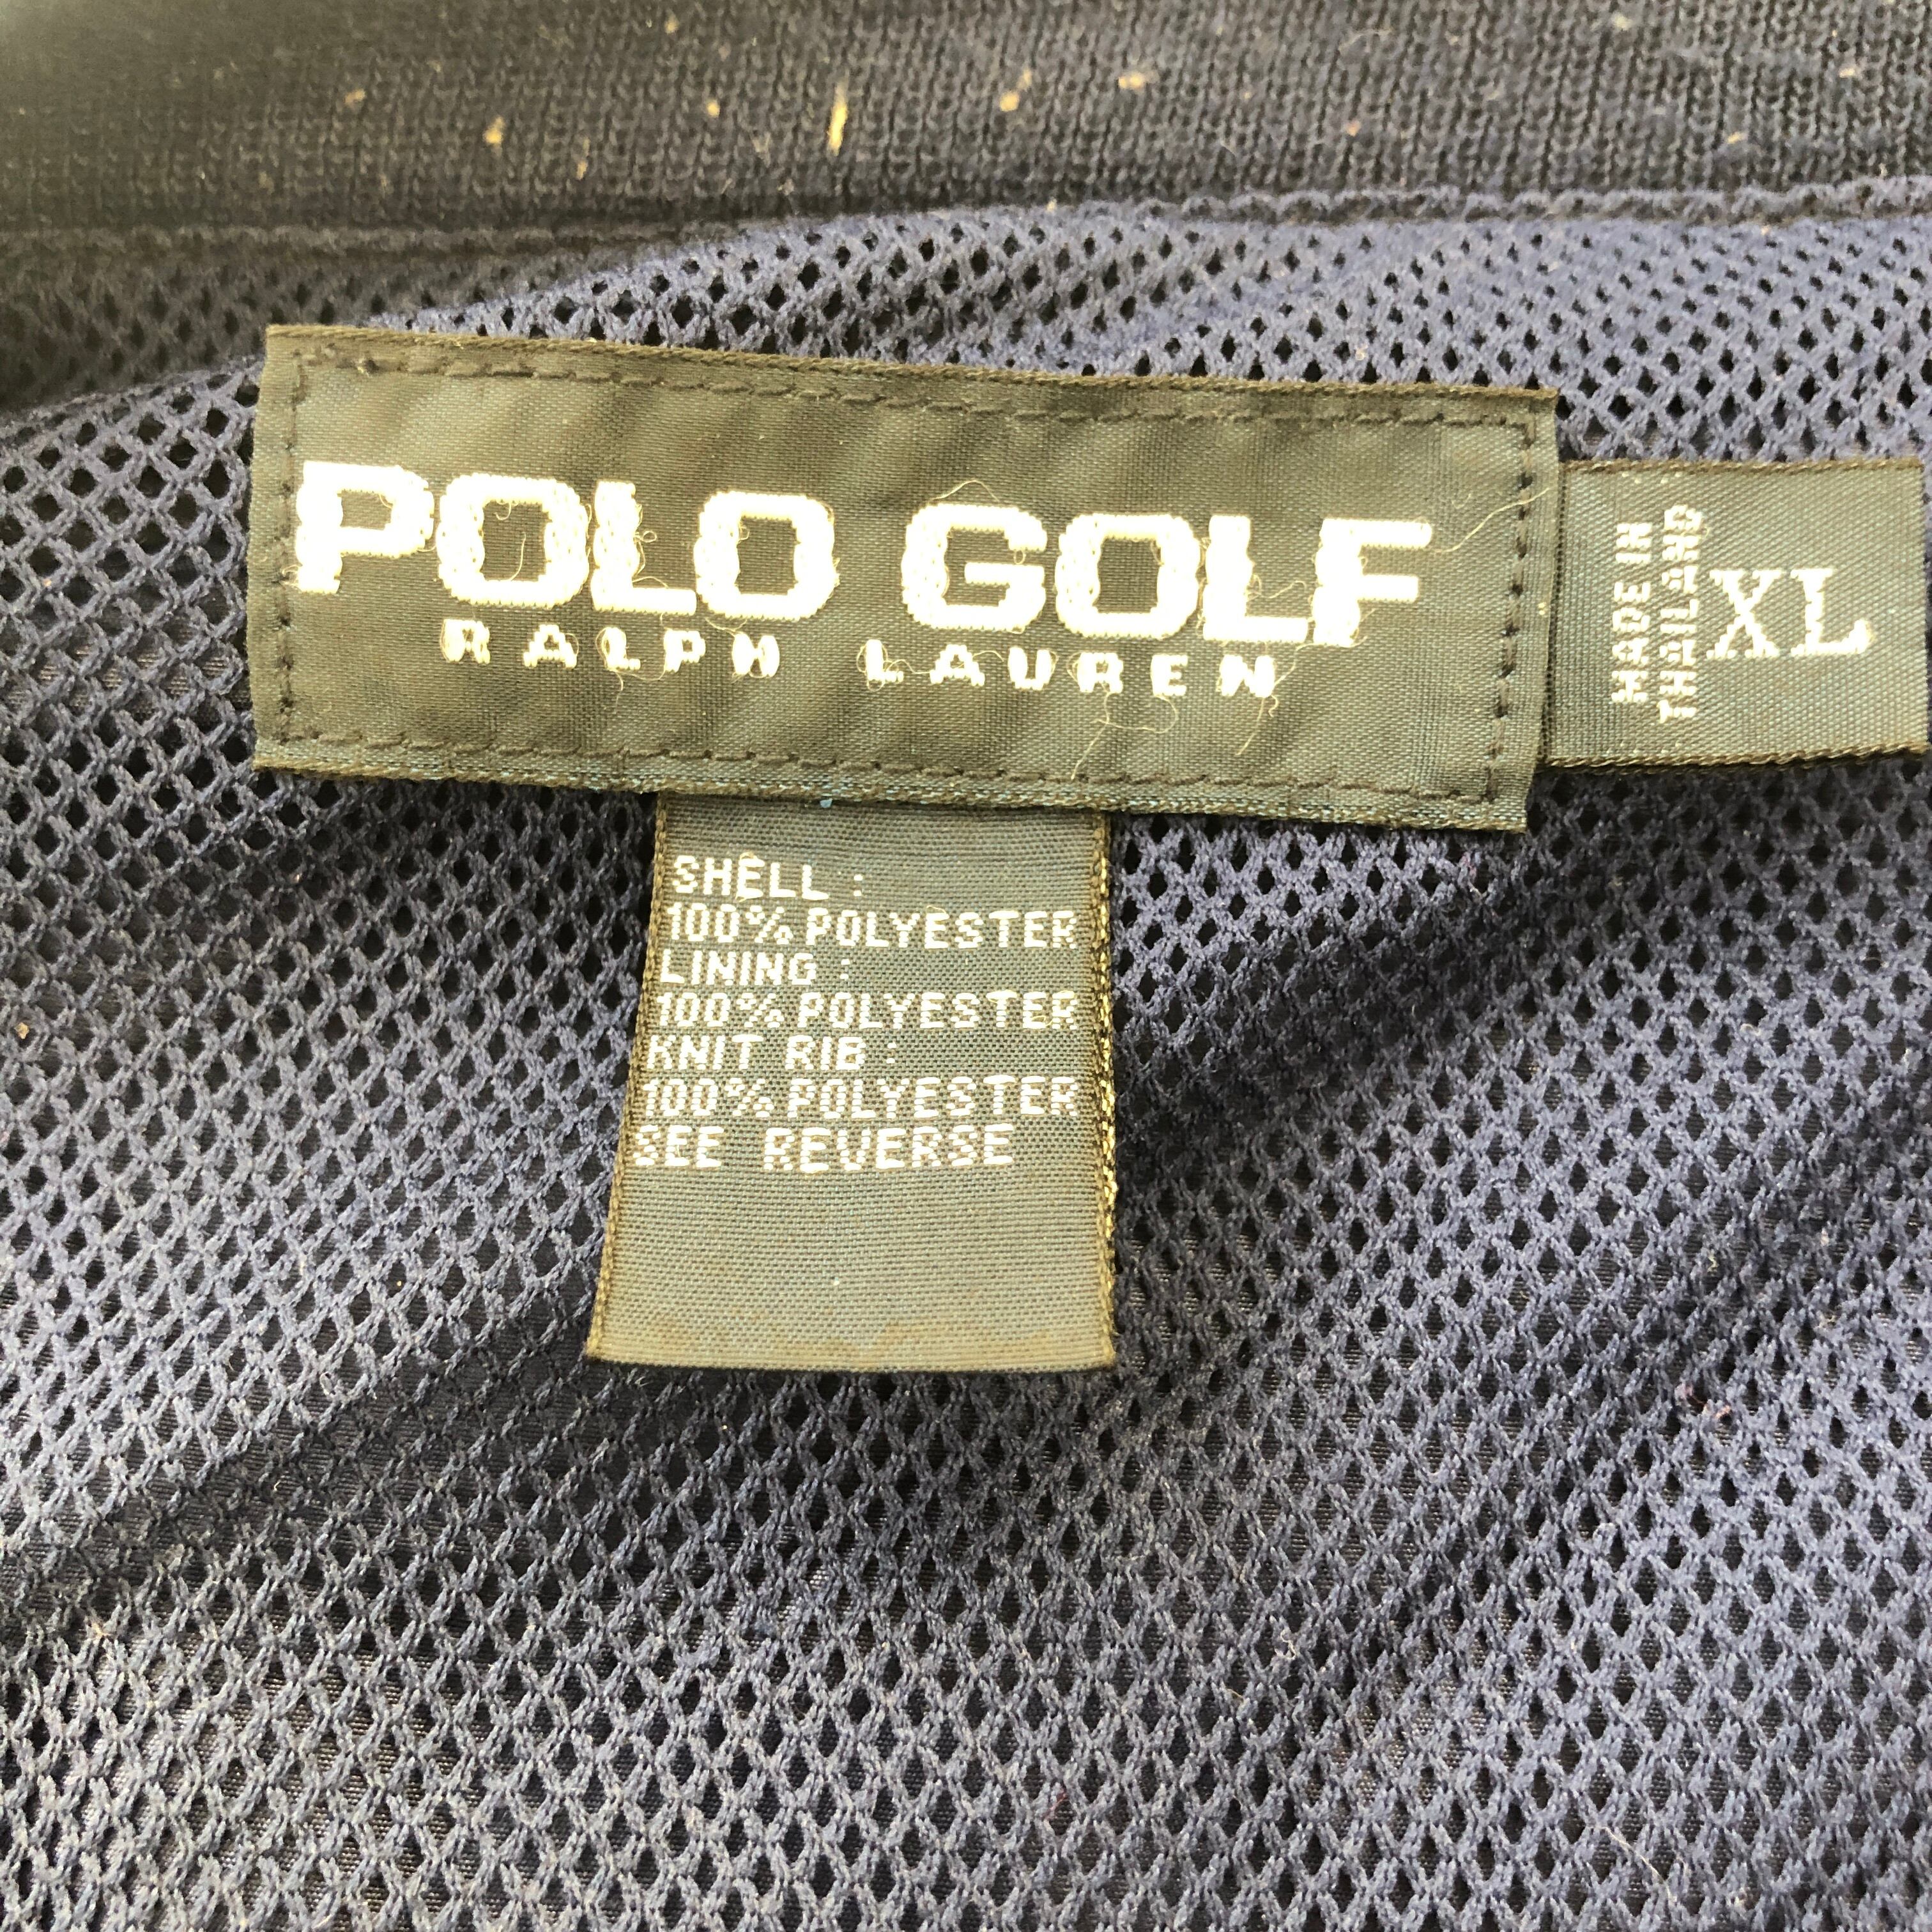 POLO GOLF
RALPH LAUREN
MADE IN
THAILAND
XL
SHELL :
100% POLYESTER
LINING :
100% POLYESTER
KNIT RIB :
100% POLYESTER
SEE REVERSE